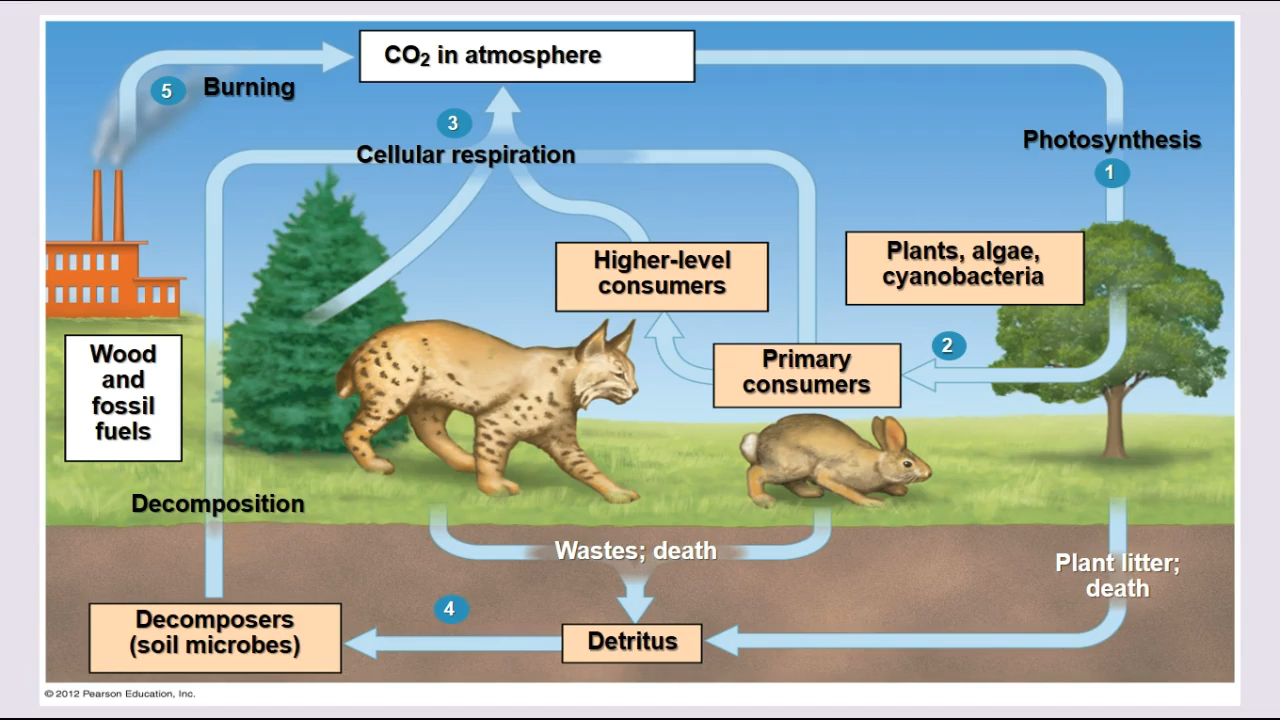 CO₂ in atmosphere
5
Burning
3
Cellular respiration
Photosynthesis
1
Higher-level
consumers
Plants, algae,
cyanobacteria
2
Primary
consumers
Wood
and
fossil
fuels
Decomposition
Wastes; death
Plant litter;
death
4
Decomposers
(soil microbes)
Detritus
© 2012 Pearson Education, Inc.